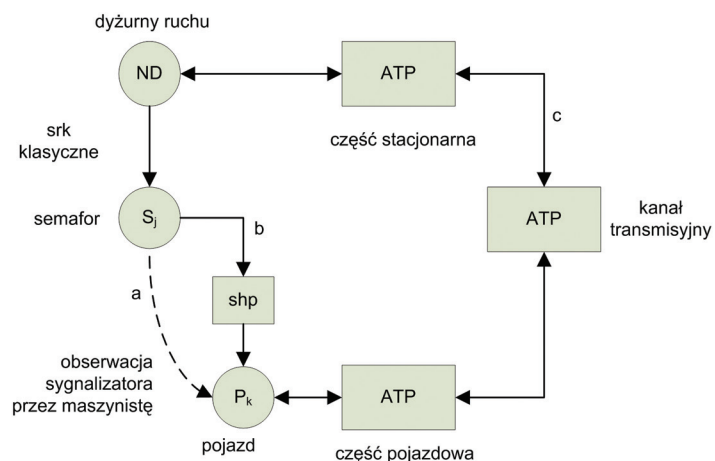 dyżurny ruchu
ND
ATP
srk
klasyczne
część stacjonarna
c
semafor
Sj
b
ATP
kanał
transmisyjny
a
shp
obserwacja
sygnalizatora
przez maszynistę
Pk
ATP
pojazd
część pojazdowa